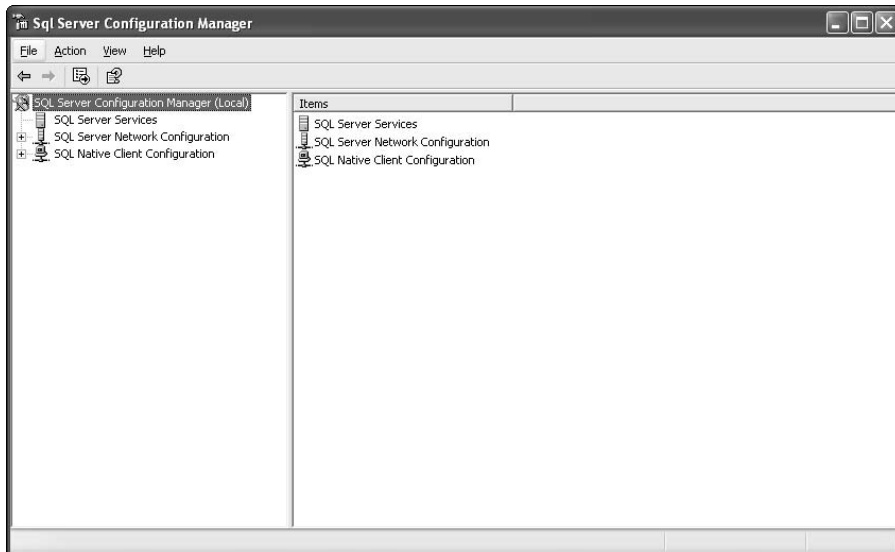 Sql Server Configuration Manager
File Action View Help
SQL Server Configuration Manager (Local)
SQL Server Services
SQL Server Network Configuration
SQL Native Client Configuration
Items
SQL Server Services
SQL Server Network Configuration
SQL Native Client Configuration